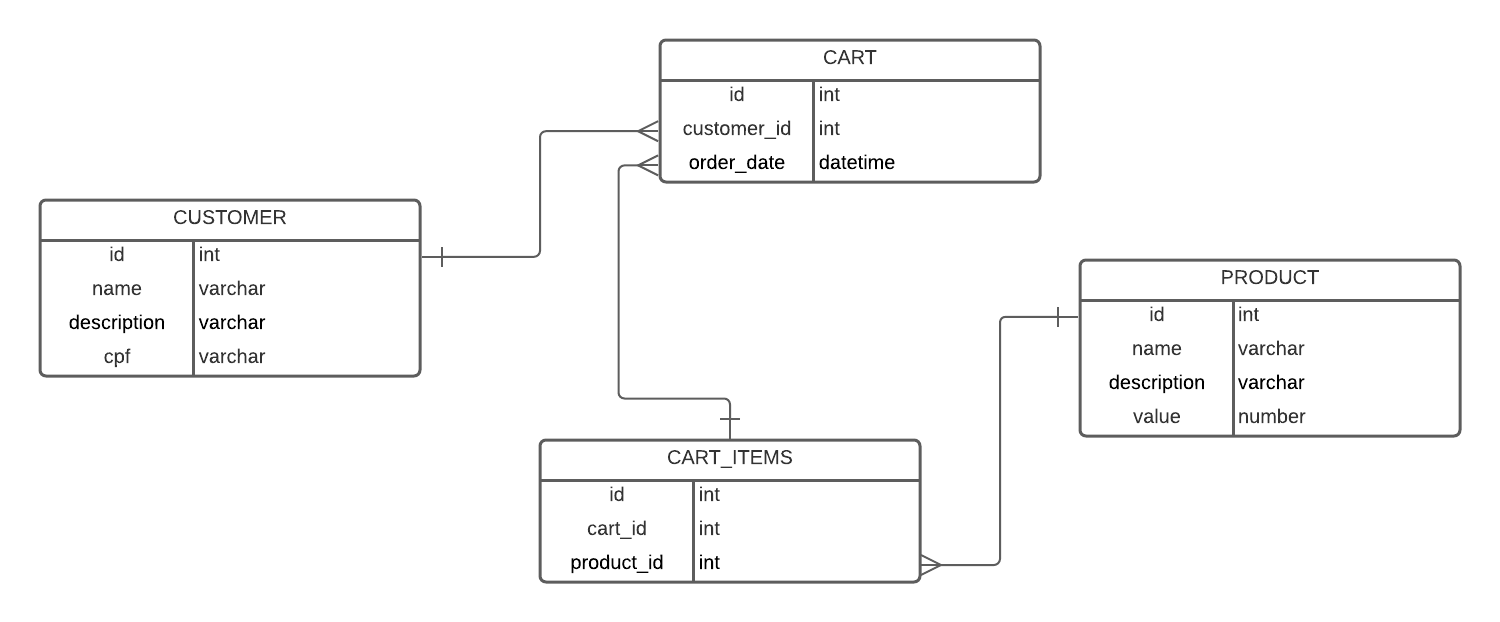 CART
id int
customer_id int
order_date datetime
CUSTOMER
id int
name varchar
description varchar
cpf varchar
PRODUCT
id int
name varchar
description varchar
value number
CART_ITEMS
id int
cart_id int
product_id int